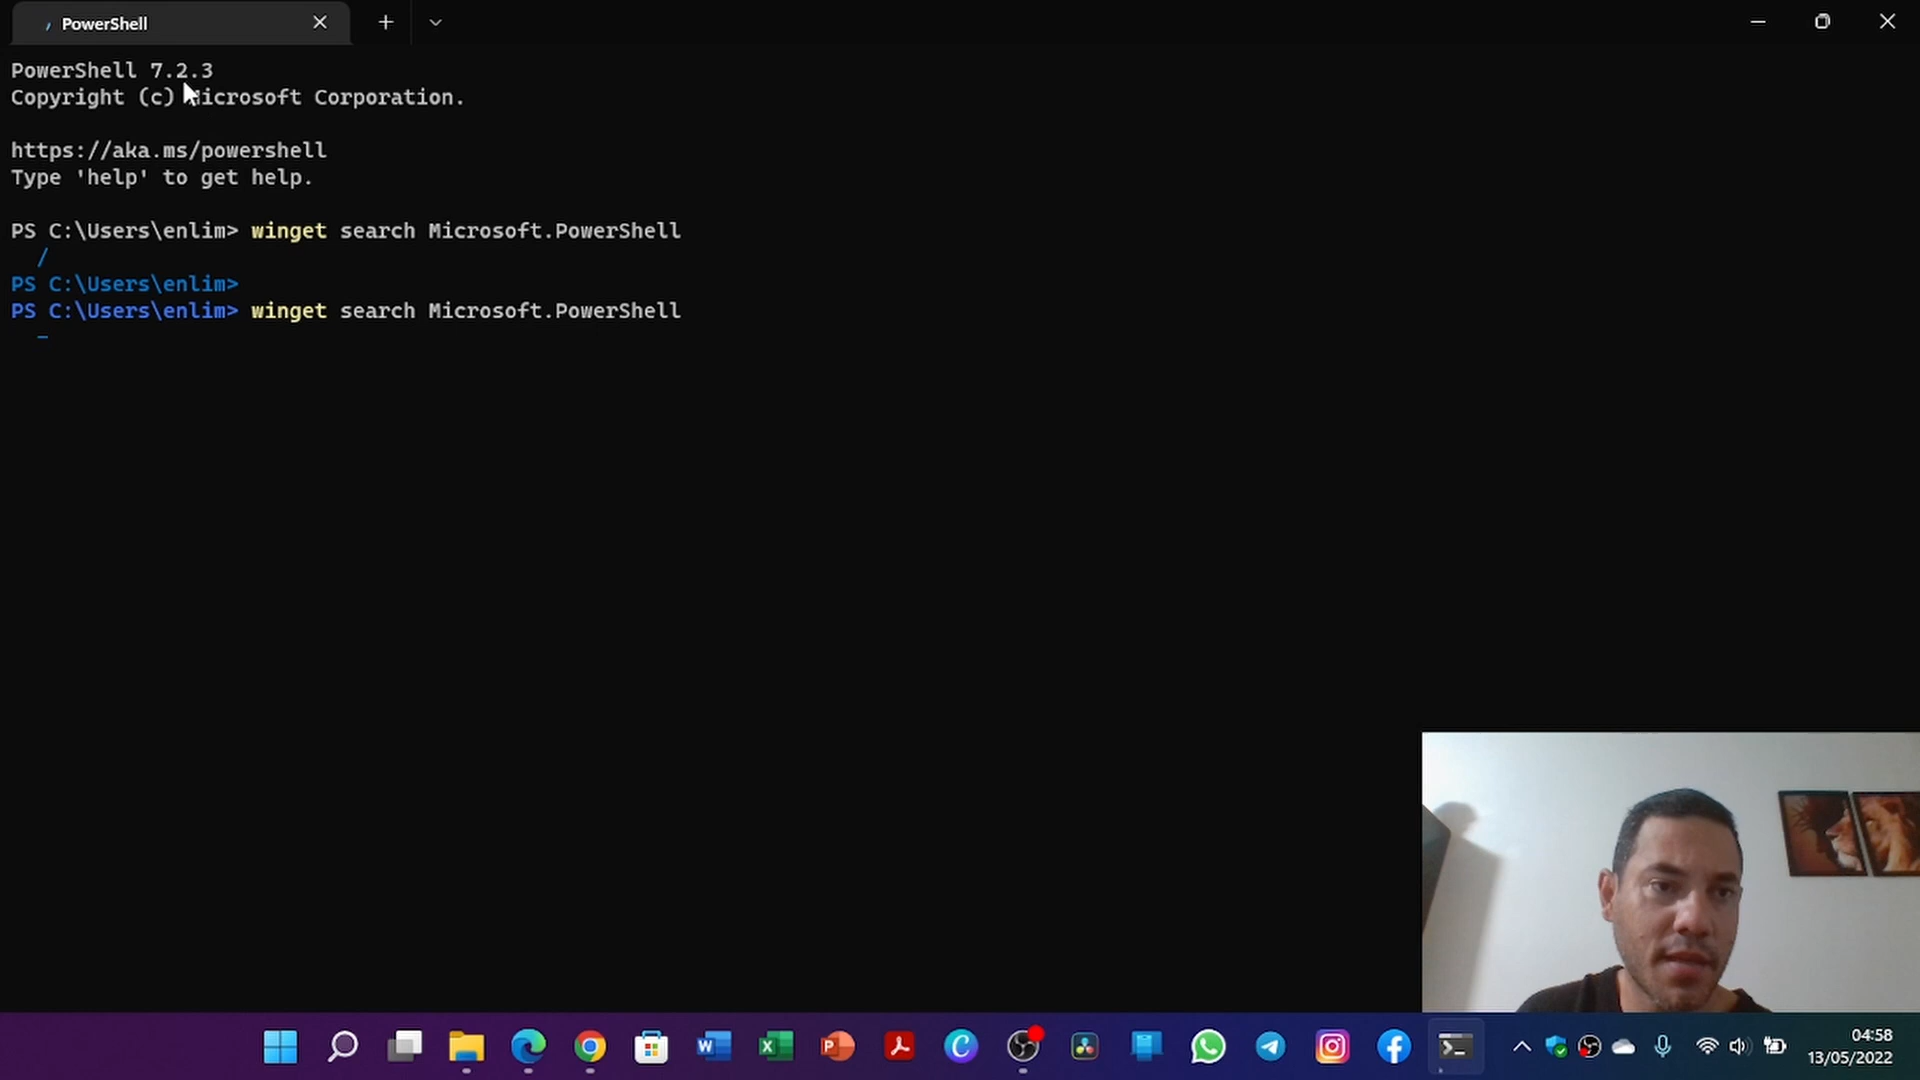 PowerShell
PowerShell 7.2.3
Copyright (c) Microsoft Corporation.
https://aka.ms/powershell
Type 'help' to get help.
PS C:\Users\enlim> winget search Microsoft.PowerShell
/
PS C:\Users\enlim>
PS C:\Users\enlim> winget search Microsoft.PowerShell
-
04:58
13/05/2022